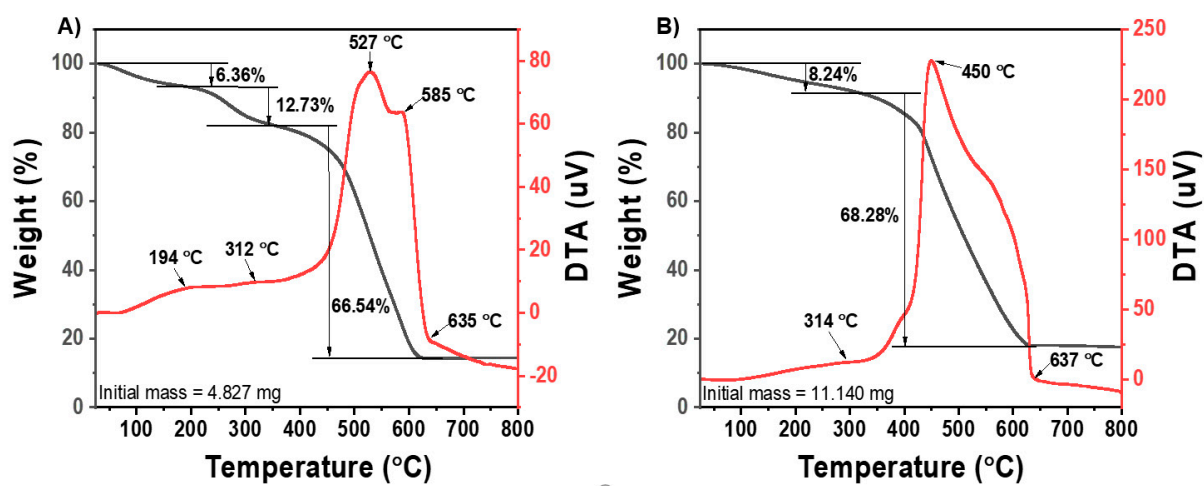 A)
Weight (%)
100
80
60
40
20
0
6.36%
12.73%
66.54%
194 °C
312 °C
527 °C
585 °C
635 °C
Initial mass = 4.827 mg
80
60
40
20
0
-20
DTA (uV)
100 200 300 400 500 600 700 800
Temperature (°C)
B)
Weight (%)
100
80
60
40
20
0
8.24%
68.28%
314 °C
450 °C
637 °C
Initial mass = 11.140 mg
250
200
150
100
50
0
DTA (uV)
100 200 300 400 500 600 700 800
Temperature (°C)